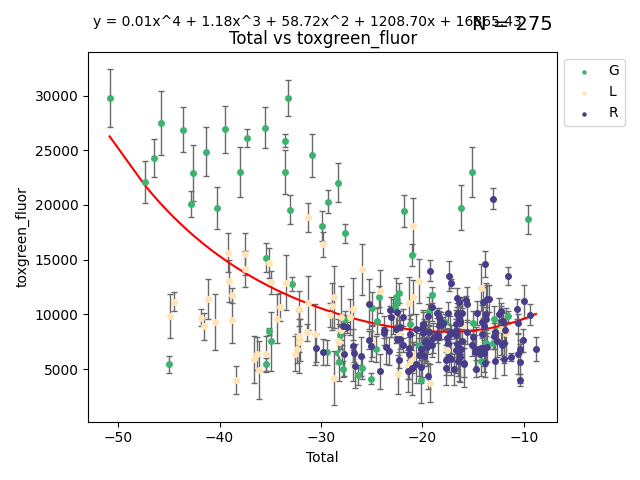 y = 0.01x^4 + 1.18x^3 + 58.72x^2 + 1208.70x +
N = 275
Total vs toxgreen_fluor
G
L
R
30000
25000
20000
15000
10000
5000
toxgreen_fluor
−50
−40
−30
−20
−10
Total